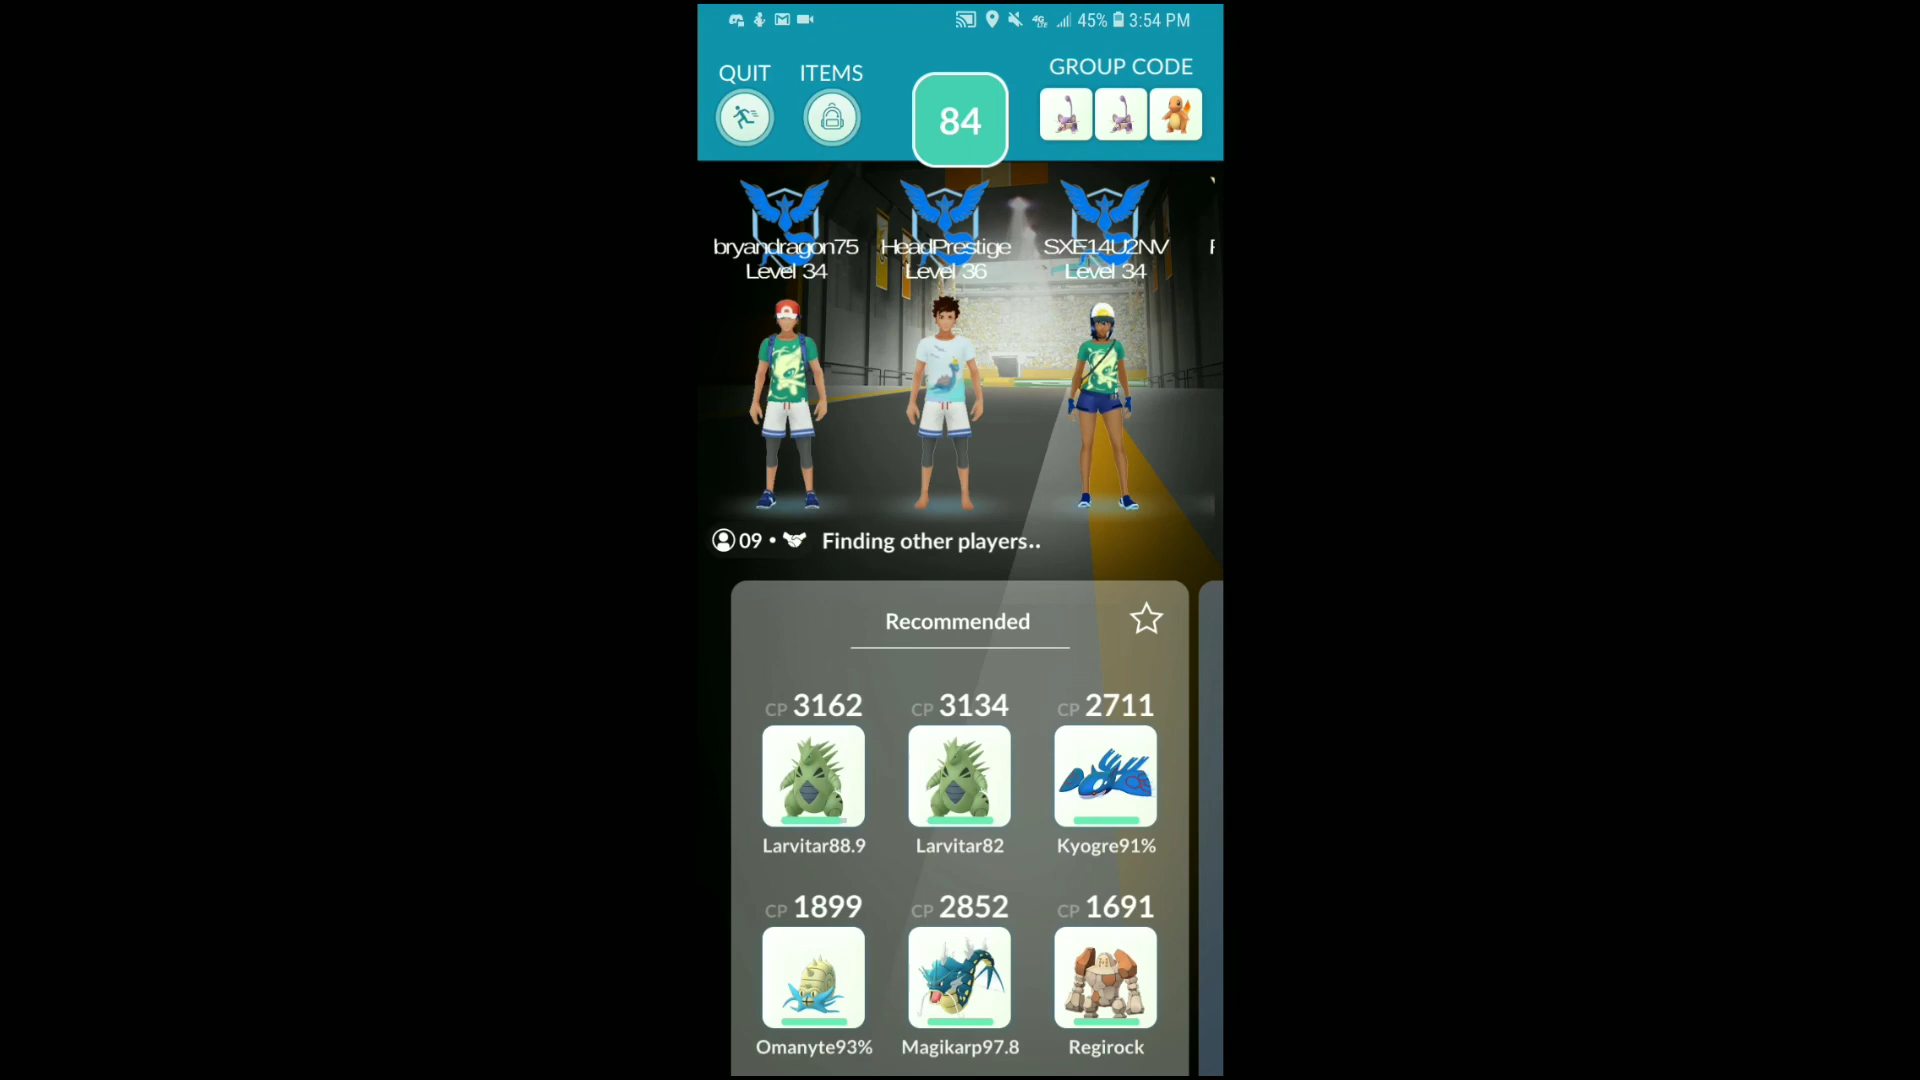 45% 3:54 PM
QUIT ITEMS GROUP CODE
84
bryandragon75 HeadPrestige SXE14U2NV
Level 34 Level 36 Level 34
09 • Finding other players..
Recommended
CP 3162 CP 3134 CP 2711
Larvitar88.9 Larvitar82 Kyogre91%
CP 1899 CP 2852 CP 1691
Omanyte93% Magikarp97.8 Regirock